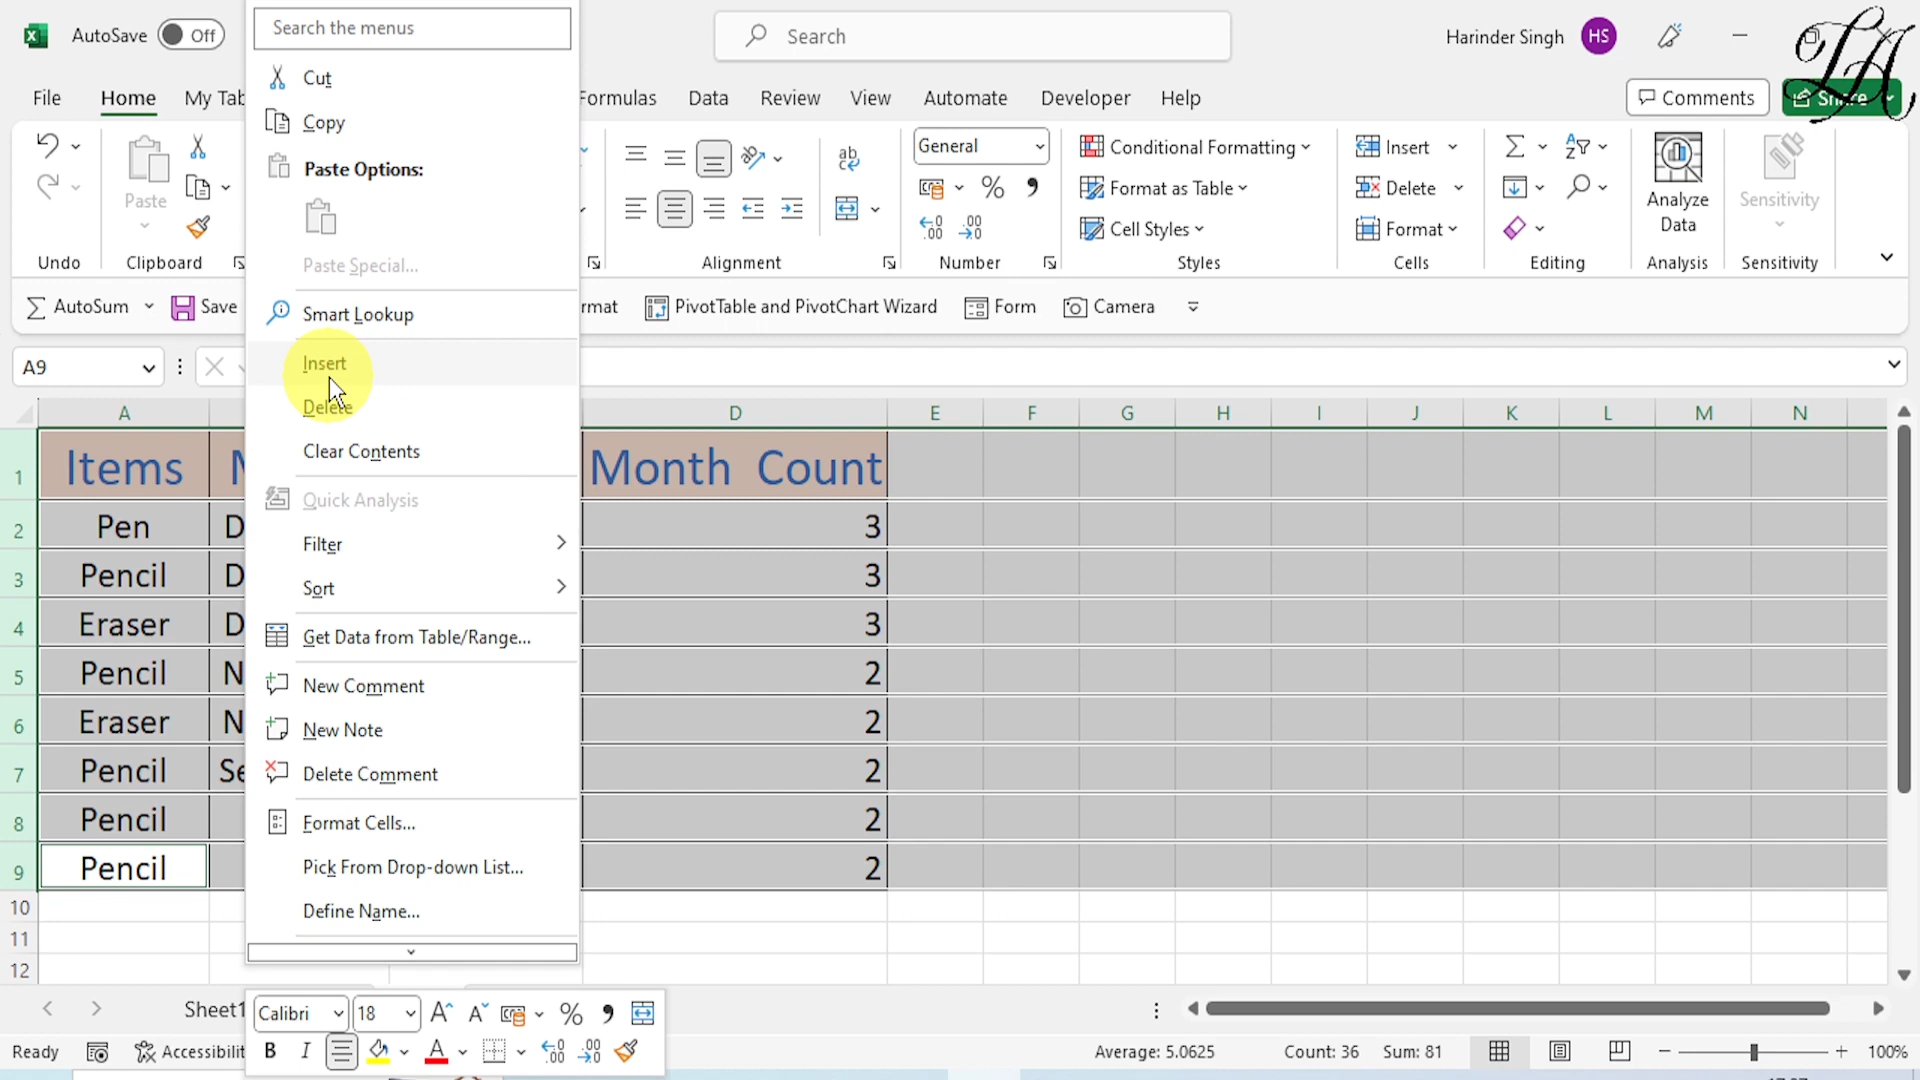 AutoSave Off
Search the menus
Search
Harinder Singh HS
File Home My Tab Formulas Data Review View Automate Developer Help
Comments Share
Cut
Copy
Paste Options:
Paste Special...
Smart Lookup
Insert
Delete
Clear Contents
Quick Analysis
Filter
Sort
Get Data from Table/Range...
New Comment
New Note
Delete Comment
Format Cells...
Pick From Drop-down List...
Define Name...
Paste
General
Conditional Formatting
Format as Table
Cell Styles
Insert
Delete
Format
Analyze
Data
Sensitivity
Undo Clipboard Alignment Number Styles Cells Editing Analysis Sensitivity
AutoSum Save PivotTable and PivotChart Wizard Form Camera
A9
A D E F G H I J K L M N
1 Items Month Count
2 Pen 3
3 Pencil 3
4 Eraser 3
5 Pencil 2
6 Eraser 2
7 Pencil 2
8 Pencil 2
9 Pencil 2
10
11
12
Sheet1
Calibri 18
B I A
Ready Average: 5.0625 Count: 36 Sum: 81 100%